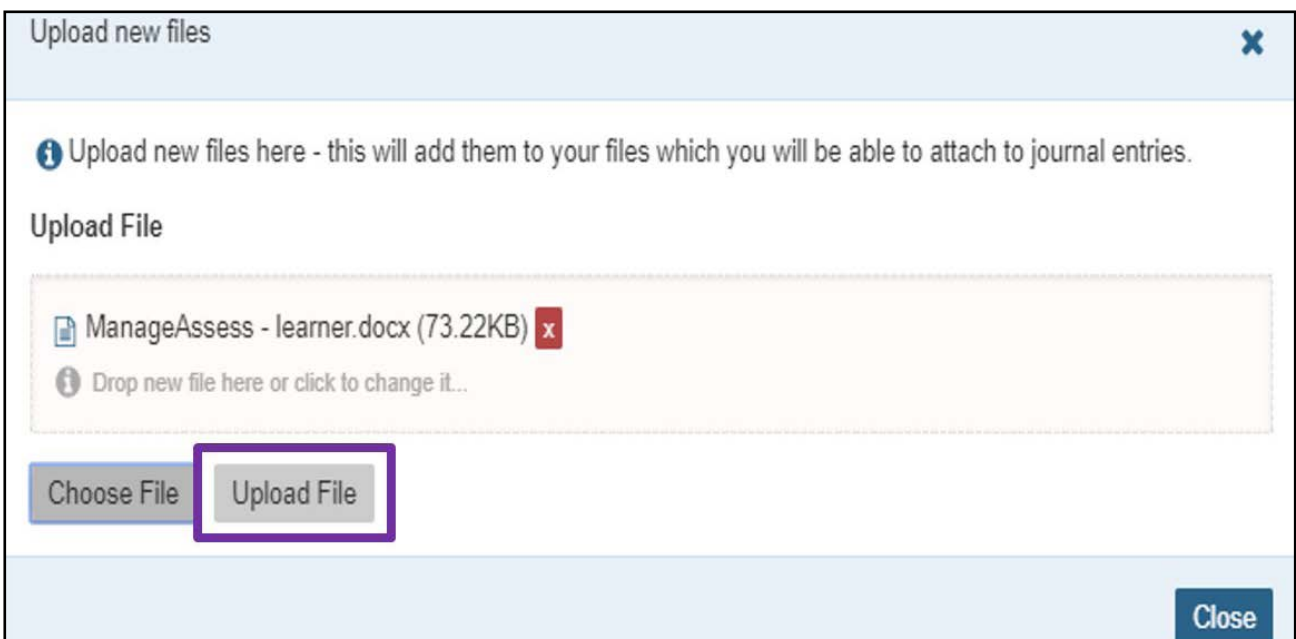 Upload new files
Upload new files here - this will add them to your files which you will be able to attach to journal entries.
Upload File
ManageAssess - learner.docx (73.22KB) x
Drop new file here or click to change it...
Choose File Upload File
Close